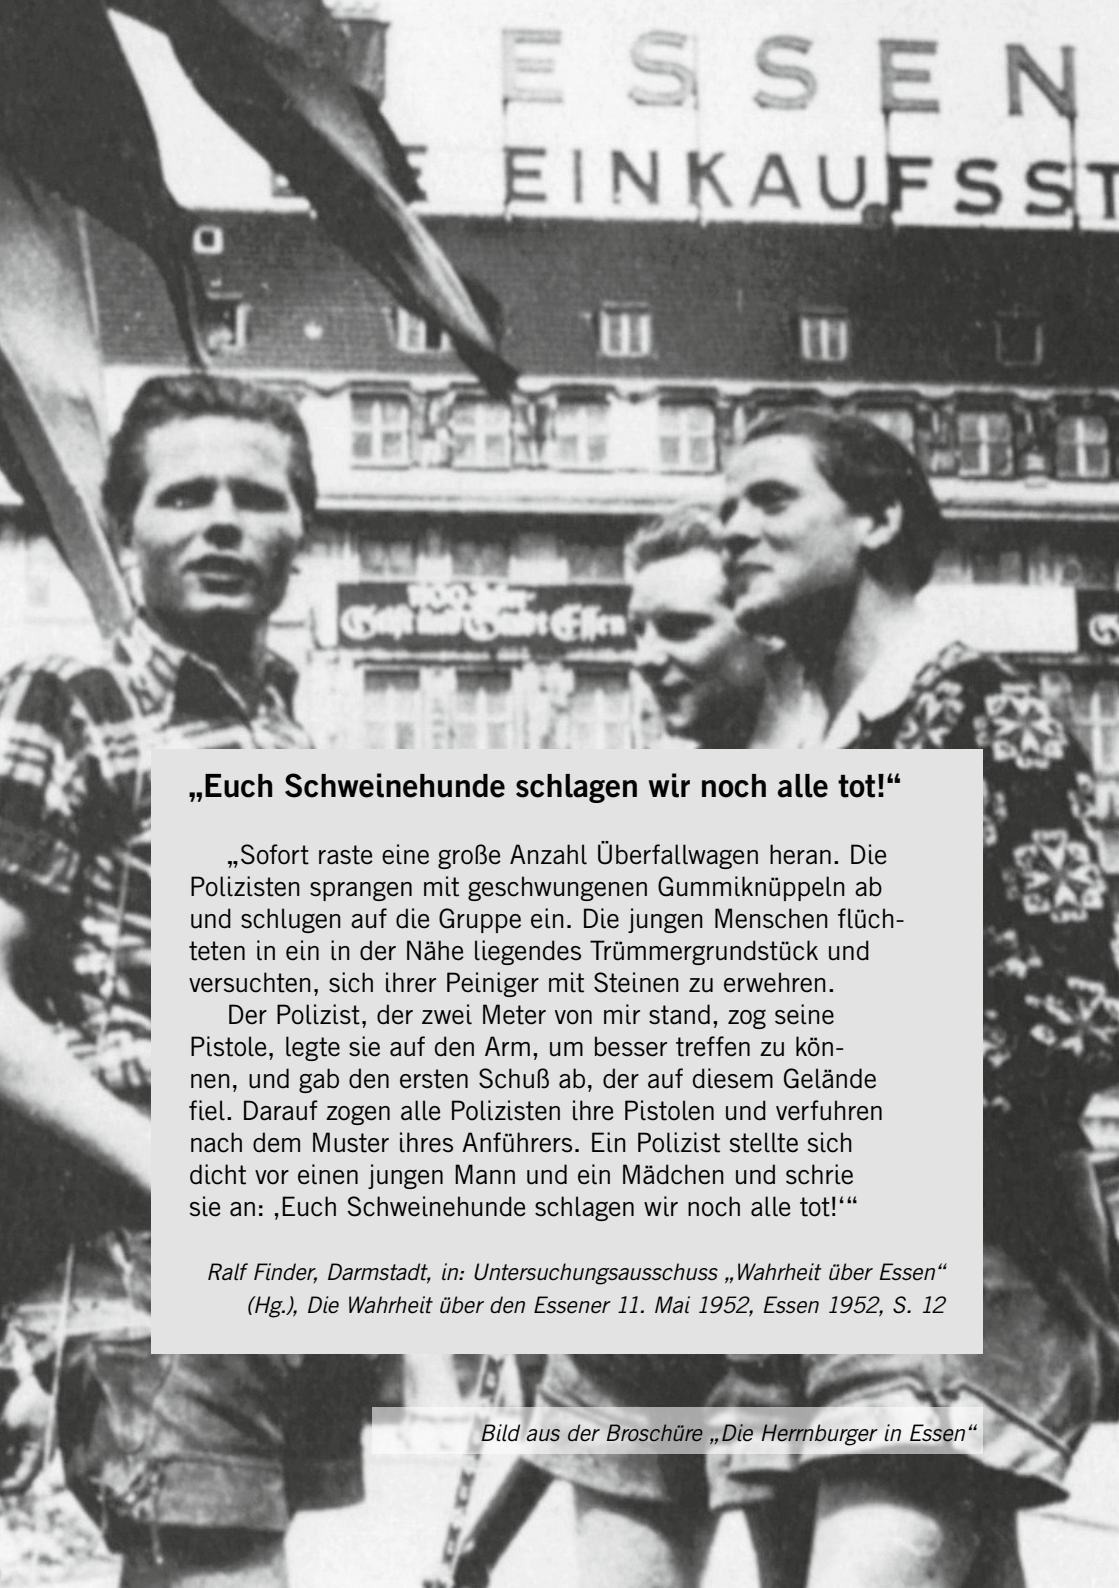 ESSEN
E EINKAUFSST
Stadt Essen
„Euch Schweinehunde schlagen wir noch alle tot!“
„Sofort raste eine große Anzahl Überfallwagen heran. Die
Polizisten sprangen mit geschwungenen Gummiknüppeln ab
und schlugen auf die Gruppe ein. Die jungen Menschen flüch-
teten in ein in der Nähe liegendes Trümmergrundstück und
versuchten, sich ihrer Peiniger mit Steinen zu erwehren.
Der Polizist, der zwei Meter von mir stand, zog seine
Pistole, legte sie auf den Arm, um besser treffen zu kön-
nen, und gab den ersten Schuß ab, der auf diesem Gelände
fiel. Darauf zogen alle Polizisten ihre Pistolen und verfuhren
nach dem Muster ihres Anführers. Ein Polizist stellte sich
dicht vor einen jungen Mann und ein Mädchen und schrie
sie an: ‚Euch Schweinehunde schlagen wir noch alle tot!‘“
Ralf Finder, Darmstadt, in: Untersuchungsausschuss „Wahrheit über Essen“
(Hg.), Die Wahrheit über den Essener 11. Mai 1952, Essen 1952, S. 12
Bild aus der Broschüre „Die Herrnburger in Essen“